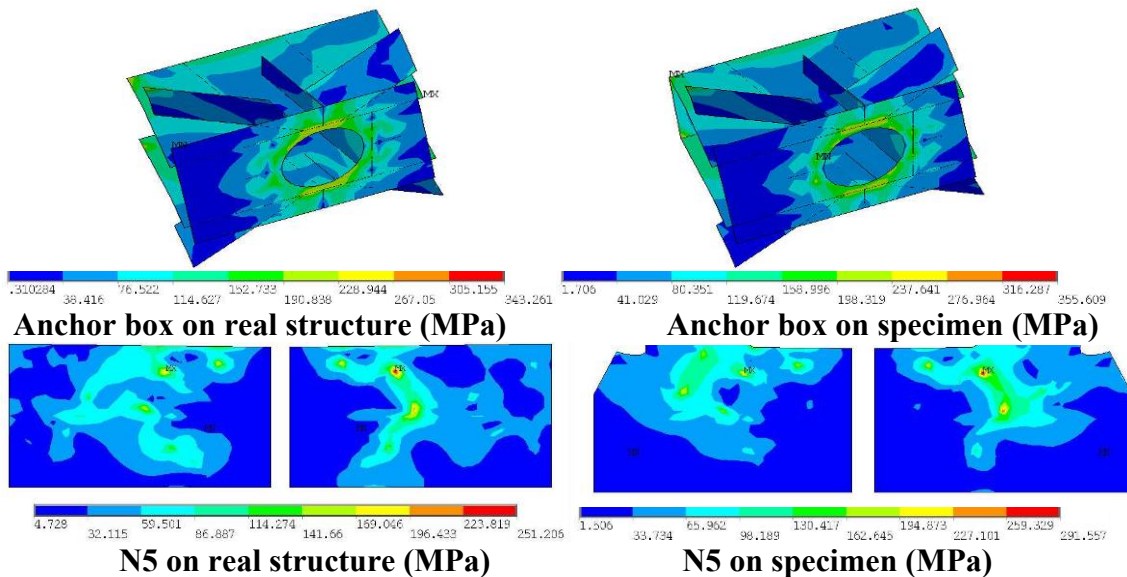 MX
MX
MN
MN
.310284 76.522 152.733 228.944 305.155
38.416 114.627 190.838 267.05 343.261
1.706 80.351 158.996 237.641 316.287
41.029 119.674 198.319 276.964 355.609
Anchor box on real structure (MPa)
Anchor box on specimen (MPa)
MX
MX
MX
MX
4.728 59.501 114.274 169.046 223.819
32.115 86.887 141.66 196.433 251.205
1.506 65.962 130.417 194.873 259.329
33.734 98.189 162.645 227.101 291.557
N5 on real structure (MPa)
N5 on specimen (MPa)